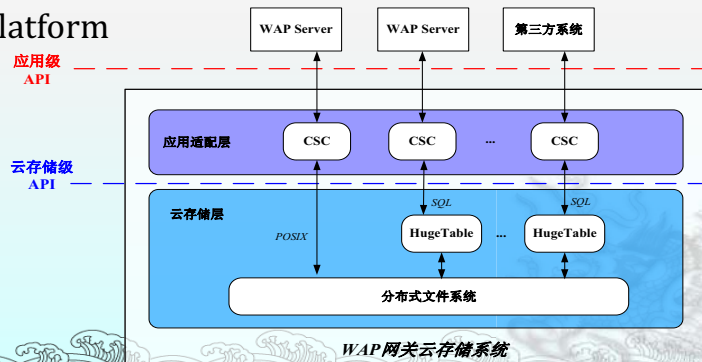 latform
WAP Server
WAP Server
第三方系统
应用级
API
应用适配层
CSC
CSC
...
CSC
云存储级
API
云存储层
SQL
SQL
POSIX
HugeTable
...
HugeTable
分布式文件系统
WAP网关云存储系统